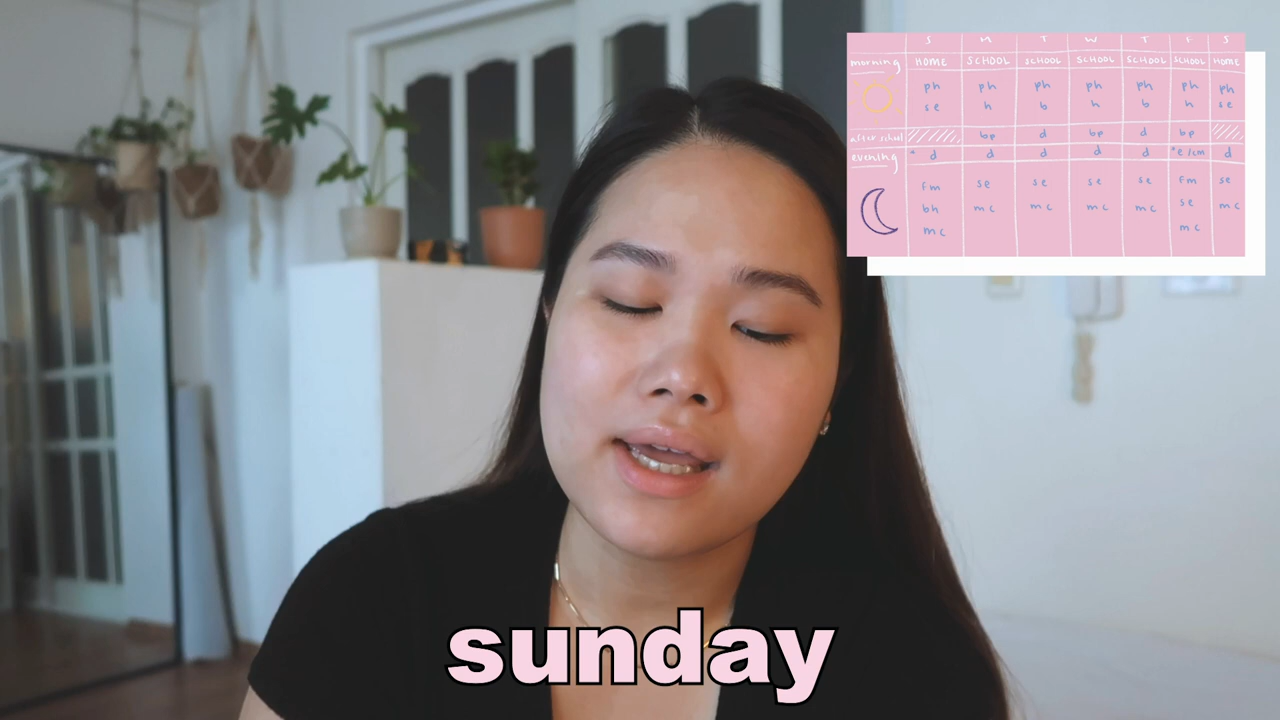 S M T W T F S
morning HOME SCHOOL SCHOOL SCHOOL SCHOOL SCHOOL HOME
ph ph ph ph ph ph ph
se h b h b h se
after school bp d bp d bp
evening * d d d d d *e/cm d
fm se se se se fm se
bh mc mc mc mc se mc
mc mc
sunday